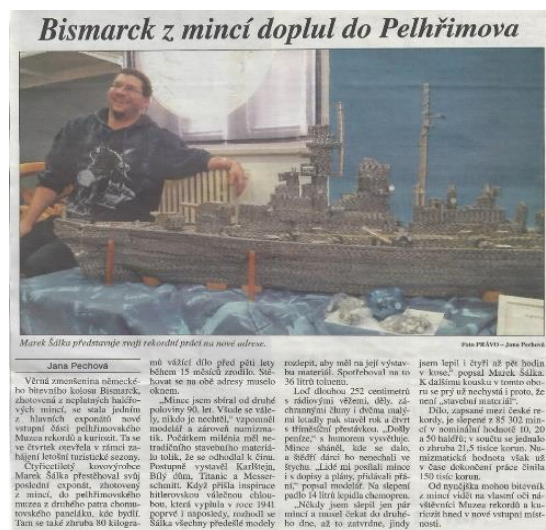 Bismarck z mincí doplul do Pelhřimova
Marek Šálka představuje svoji rekordní práci na nové adrese.
Foto PRÁVO – Jana Pechová
Jana Pechová
Věrná zmenšenina německé-
ho bitevního kolosu Bismarck,
zhotovená z neplatných haléřo-
vých mincí, se stala jedním
z hlavních exponátů nové
vstupní části pelhřimovského
Muzea rekordů a kuriozit. Ta se
ve čtvrtek otevřela v rámci za-
hájení letošní turistické sezony.
Čtyřicetiletý kovovýrobce
Marek Šálka přestěhoval svůj
poslední exponát, zhotovený
z mincí, do pelhřimovského
muzea z druhého patra chomu-
tovského paneláku, kde bydlí.
Tam se také zhruba 80 kilogra-
mů vážící dílo před pěti lety
během 15 měsíců zrodilo. Stě-
hovat se na obě adresy muselo
oknem.
„Mince jsem sbíral od druhé
poloviny 90. let. Všude se vále-
ly, nikdo je nechtěl,“ vzpomněl
modelář a zároveň numizma-
tik. Počátkem milénia měl ne-
tradičního stavebního materiá-
lu tolik, že se odhodlal k činu.
Postupně vystavěl Karlštejn,
Bílý dům, Titanic a Messer-
schmitt. Když přišla inspirace
hitlerovskou válečnou chlou-
bou, která vyplula v roce 1941
poprvé i naposledy, rozhodl se
Šálka všechny předešlé modely
rozlepit, aby měl na její výstav-
bu materiál. Spotřeboval na to
36 litrů toluenu.
Loď dlouhou 252 centimetrů
s rádiovými věžemi, děly, zá-
chrannými čluny i dvěma malý-
mi letadly pak stavěl rok a čtvrt
s tříměsíční přestávkou. „Došly
peníze,“ s humorem vysvětluje.
Mince sháněl, kde se dalo,
a štědří dárci ho nenechali ve
štychu. „Lidé mi posílali mince
i s dopisy a plány, přidávali přá-
ní,“ popsal modelář. Na slepení
padlo 14 litrů lepidla chemopren.
„Někdy jsem slepil jen pár
mincí a musel čekat do druhé-
ho dne, až to zatvrdne, jindy
jsem lepil i čtyři až pět hodin
v kuse,“ popsal Marek Šálka.
K dalšímu kousku v tomto obo-
ru se prý už nechystá i proto, že
není „stavební materiál“.
Dílo, zapsané mezi české re-
kordy, je slepené z 85 302 min-
cí v nominální hodnotě 10, 20
a 50 haléřů; v součtu se jednalo
o zhruba 21,5 tisíce korun. Nu-
mizmatická hodnota však už
v čase dokončení práce činila
150 tisíc korun.
Od nynějška mohou bitevník
z mincí vidět na vlastní oči ná-
vštěvníci Muzea rekordů a ku-
riozit hned v nové vstupní míst-
nosti.